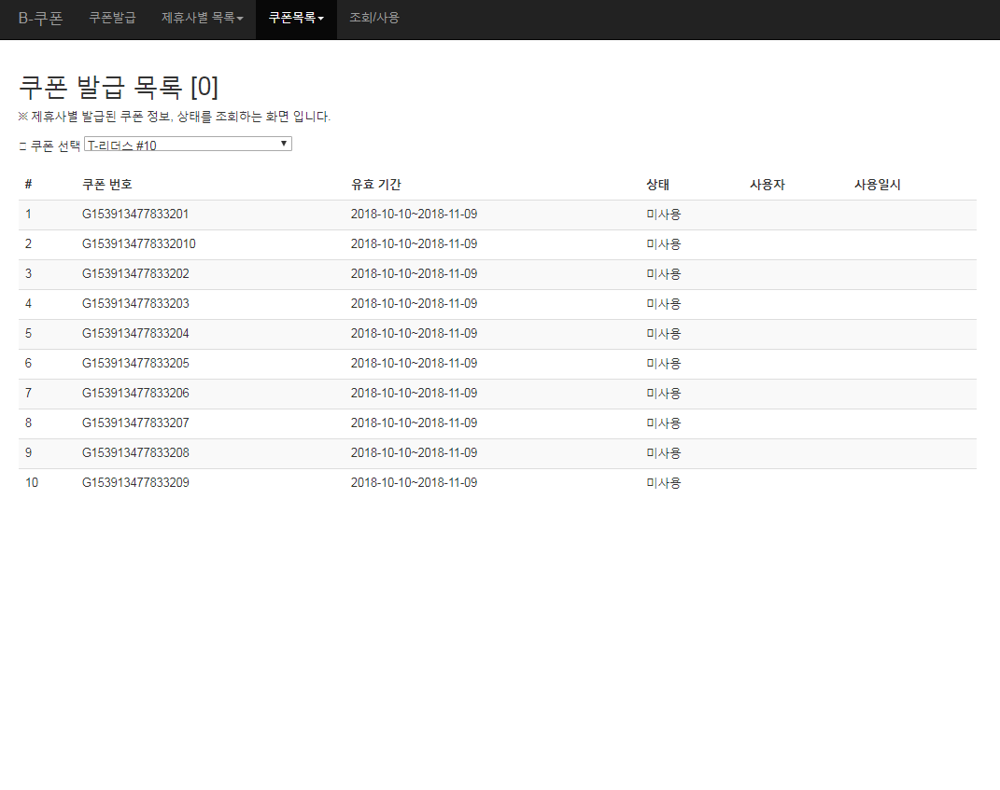 B-쿠폰 쿠폰발급 제휴사별 목록 쿠폰목록 조회/사용
쿠폰 발급 목록 [0]
※ 제휴사별 발급된 쿠폰 정보, 상태를 조회하는 화면 입니다.
□ 쿠폰 선택 T-리더스 #10
# 쿠폰 번호 유효 기간 상태 사용자 사용일시
1 G153913477833201 2018-10-10~2018-11-09 미사용
2 G1539134778332010 2018-10-10~2018-11-09 미사용
3 G153913477833202 2018-10-10~2018-11-09 미사용
4 G153913477833203 2018-10-10~2018-11-09 미사용
5 G153913477833204 2018-10-10~2018-11-09 미사용
6 G153913477833205 2018-10-10~2018-11-09 미사용
7 G153913477833206 2018-10-10~2018-11-09 미사용
8 G153913477833207 2018-10-10~2018-11-09 미사용
9 G153913477833208 2018-10-10~2018-11-09 미사용
10 G153913477833209 2018-10-10~2018-11-09 미사용